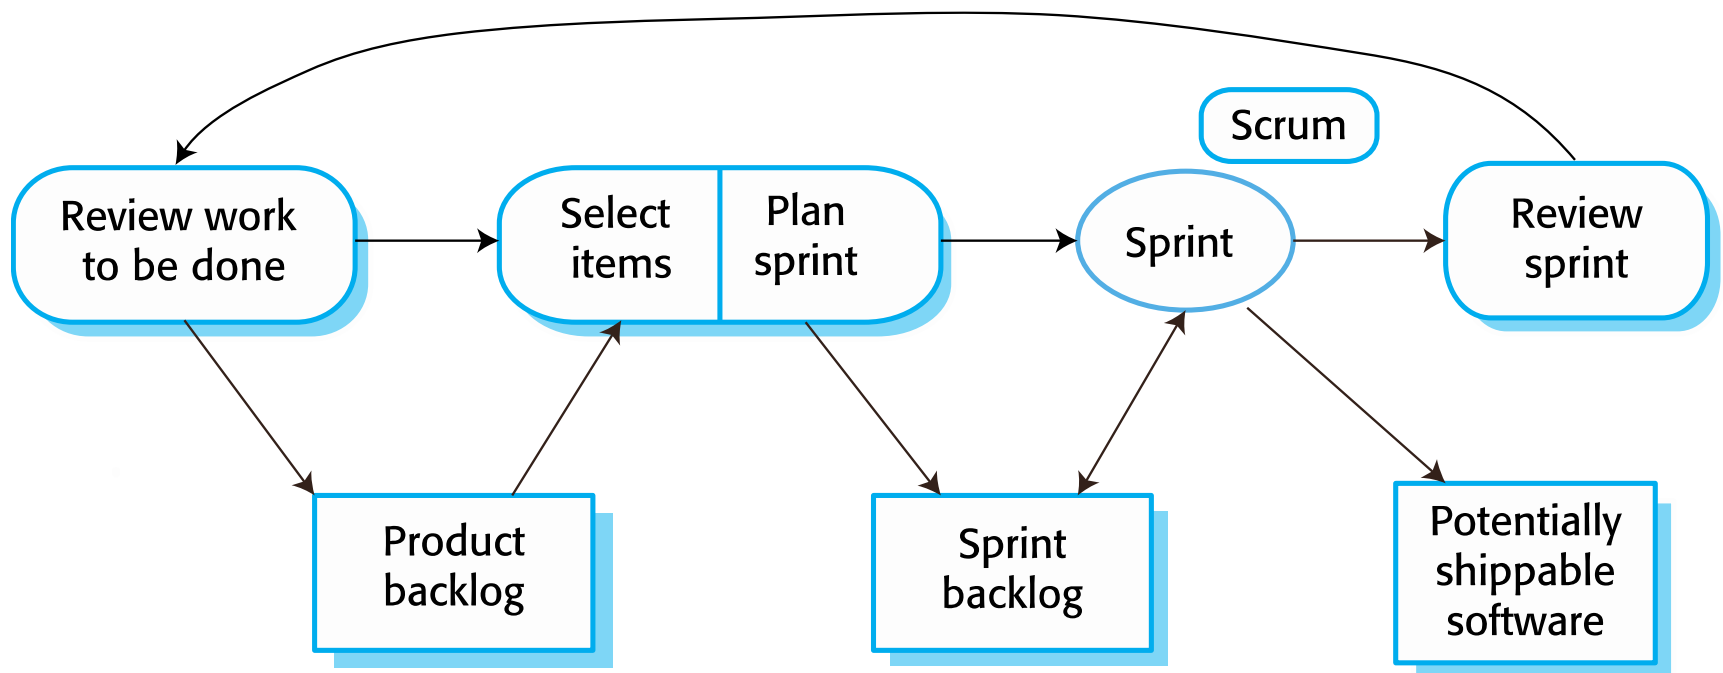 Scrum
Review work
to be done
Select
items
Plan
sprint
Sprint
Review
sprint
Product
backlog
Sprint
backlog
Potentially
shippable
software